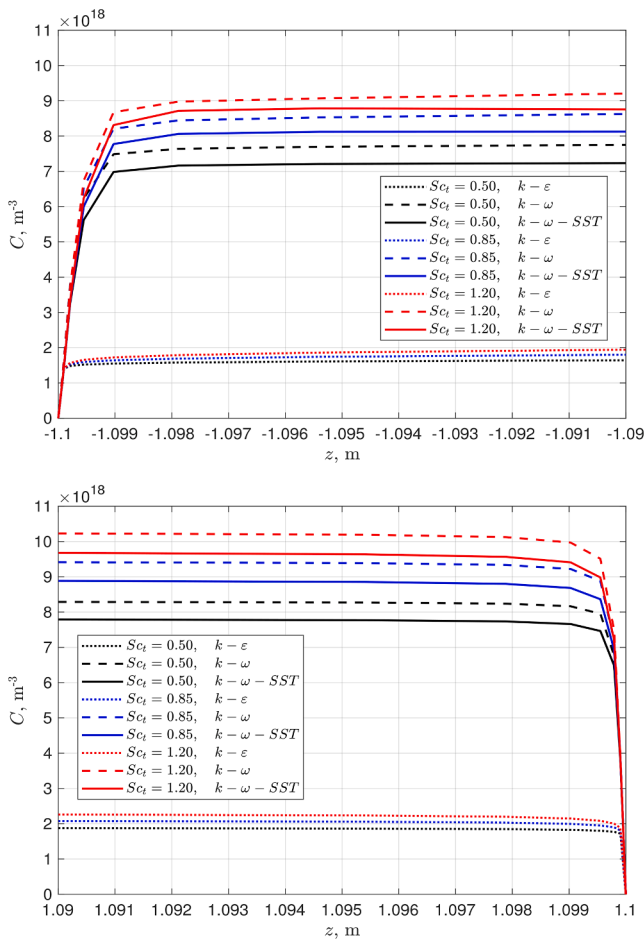 ×10^18
11
10
9
8
7
6
5
4
3
2
1
0
C, m^-3
Sc_t = 0.50, k − ε
Sc_t = 0.50, k − ω
Sc_t = 0.50, k − ω − SST
Sc_t = 0.85, k − ε
Sc_t = 0.85, k − ω
Sc_t = 0.85, k − ω − SST
Sc_t = 1.20, k − ε
Sc_t = 1.20, k − ω
Sc_t = 1.20, k − ω − SST
-1.1 -1.099 -1.098 -1.097 -1.096 -1.095 -1.094 -1.093 -1.092 -1.091 -1.09
z, m
×10^18
11
10
9
8
7
6
5
4
3
2
1
0
C, m^-3
Sc_t = 0.50, k − ε
Sc_t = 0.50, k − ω
Sc_t = 0.50, k − ω − SST
Sc_t = 0.85, k − ε
Sc_t = 0.85, k − ω
Sc_t = 0.85, k − ω − SST
Sc_t = 1.20, k − ε
Sc_t = 1.20, k − ω
Sc_t = 1.20, k − ω − SST
1.09 1.091 1.092 1.093 1.094 1.095 1.096 1.097 1.098 1.099 1.1
z, m